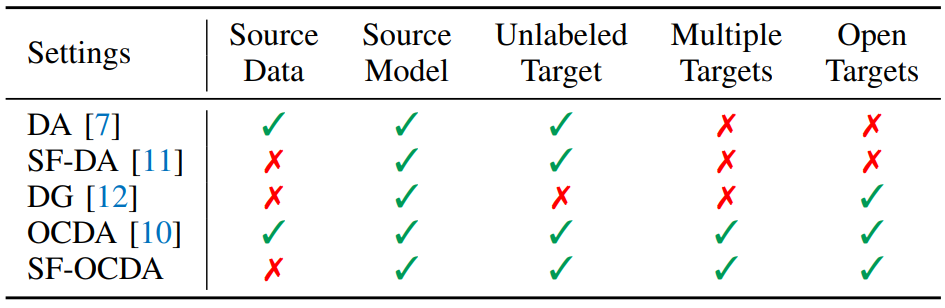 Settings Source Data Source Model Unlabeled Target Multiple Targets Open Targets
DA [7] ✓ ✓ ✓ ✗ ✗
SF-DA [11] ✗ ✓ ✓ ✗ ✗
DG [12] ✗ ✓ ✗ ✗ ✓
OCDA [10] ✓ ✓ ✓ ✓ ✓
SF-OCDA ✗ ✓ ✓ ✓ ✓